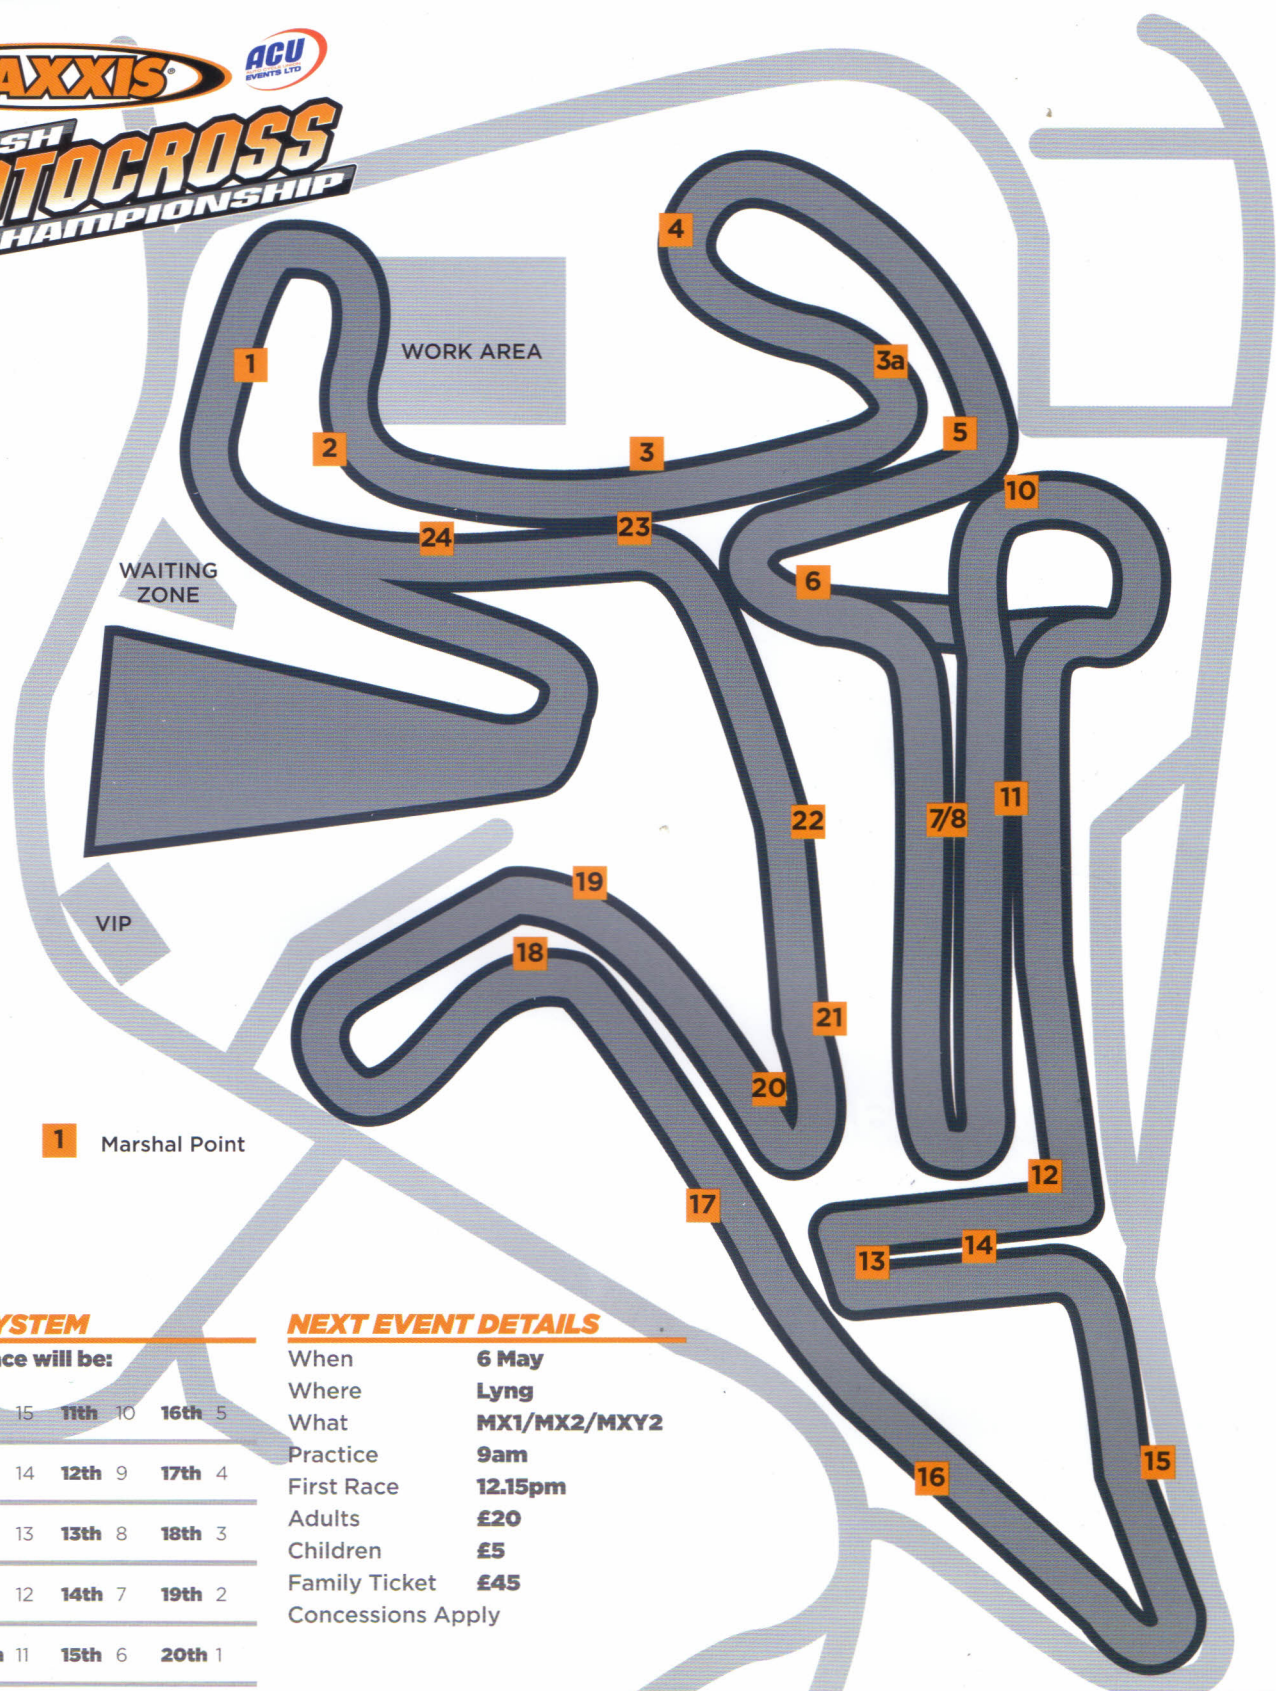 AXXIS®
ACU
EVENTS LTD
SH
OTOCROSS
HAMPIONSHIP
4
1
WORK AREA
3a
2
3
5
10
24
23
WAITING
ZONE
6
22
7/8
11
19
VIP
18
21
20
1 Marshal Point
12
17
14
13
15
16
YSTEM
ce will be:
15 11th 10 16th 5
14 12th 9 17th 4
13 13th 8 18th 3
12 14th 7 19th 2
11 15th 6 20th 1
NEXT EVENT DETAILS
When 6 May
Where Lyng
What MX1/MX2/MXY2
Practice 9am
First Race 12.15pm
Adults £20
Children £5
Family Ticket £45
Concessions Apply